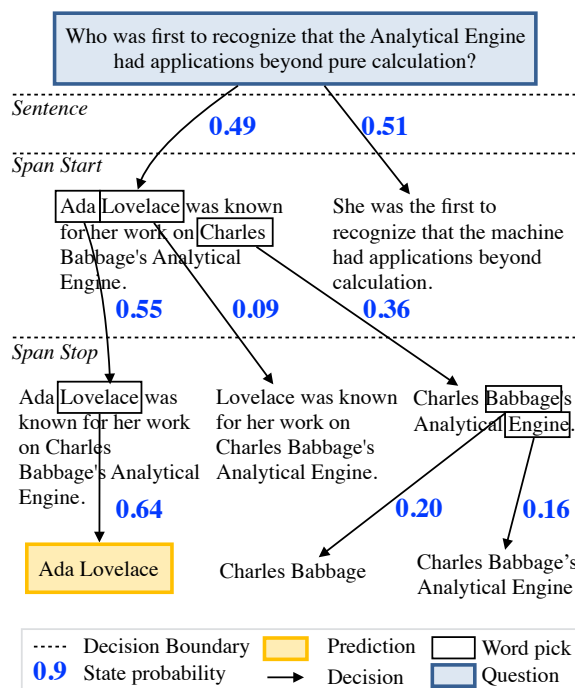 Who was first to recognize that the Analytical Engine
had applications beyond pure calculation?
Sentence
0.49
0.51
Span Start
Ada Lovelace was known
for her work on Charles
Babbage's Analytical
Engine.
She was the first to
recognize that the machine
had applications beyond
calculation.
0.55
0.09
0.36
Span Stop
Ada Lovelace was
known for her work
on Charles
Babbage's Analytical
Engine.
Lovelace was known
for her work on
Charles Babbage's
Analytical Engine.
Charles Babbage's
Analytical Engine.
0.64
0.20
0.16
Ada Lovelace
Charles Babbage
Charles Babbage’s
Analytical Engine
Decision Boundary
Prediction
Word pick
0.9 State probability
Decision
Question